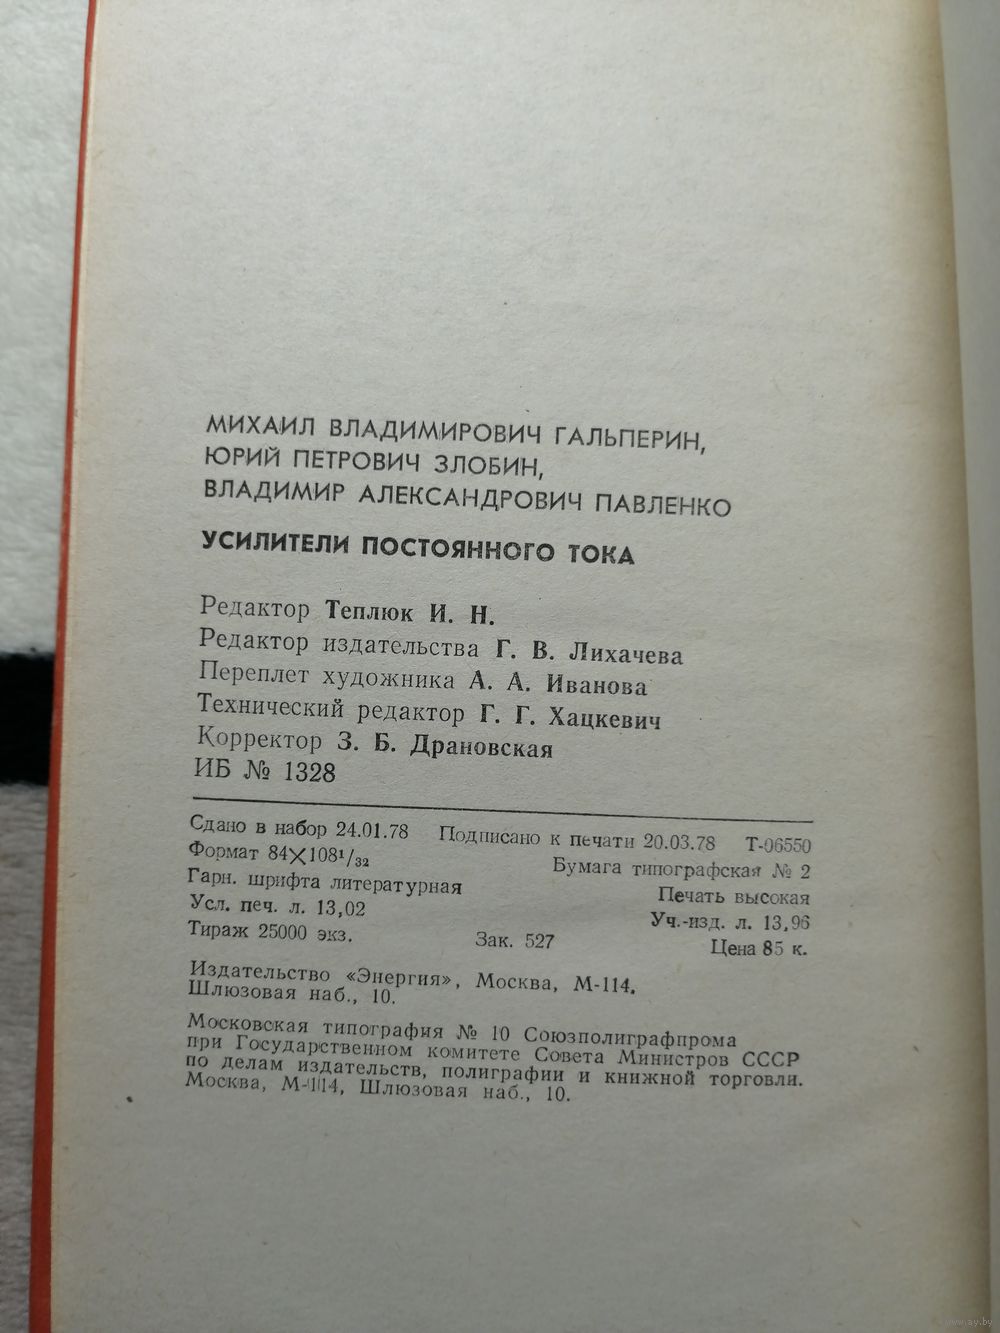 МИХАИЛ ВЛАДИМИРОВИЧ ГАЛЬПЕРИН,
ЮРИЙ ПЕТРОВИЧ ЗЛОБИН,
ВЛАДИМИР АЛЕКСАНДРОВИЧ ПАВЛЕНКО
УСИЛИТЕЛИ ПОСТОЯННОГО ТОКА
Редактор Теплюк И. Н.
Редактор издательства Г. В. Лихачева
Переплет художника А. А. Иванова
Технический редактор Г. Г. Хацкевич
Корректор З. Б. Драновская
ИБ № 1328
Сдано в набор 24.01.78 Подписано к печати 20.03.78 Т-06550
Формат 84×108¹/₃₂ Бумага типографская № 2
Гарн. шрифта литературная Печать высокая
Усл. печ. л. 13,02 Уч.-изд. л. 13,96
Тираж 25000 экз. Зак. 527 Цена 85 к.
Издательство «Энергия», Москва, М-114,
Шлюзовая наб., 10.
Московская типография № 10 Союзполиграфпрома
при Государственном комитете Совета Министров СССР
по делам издательств, полиграфии и книжной торговли.
Москва, М-114, Шлюзовая наб., 10.
www.ay.by